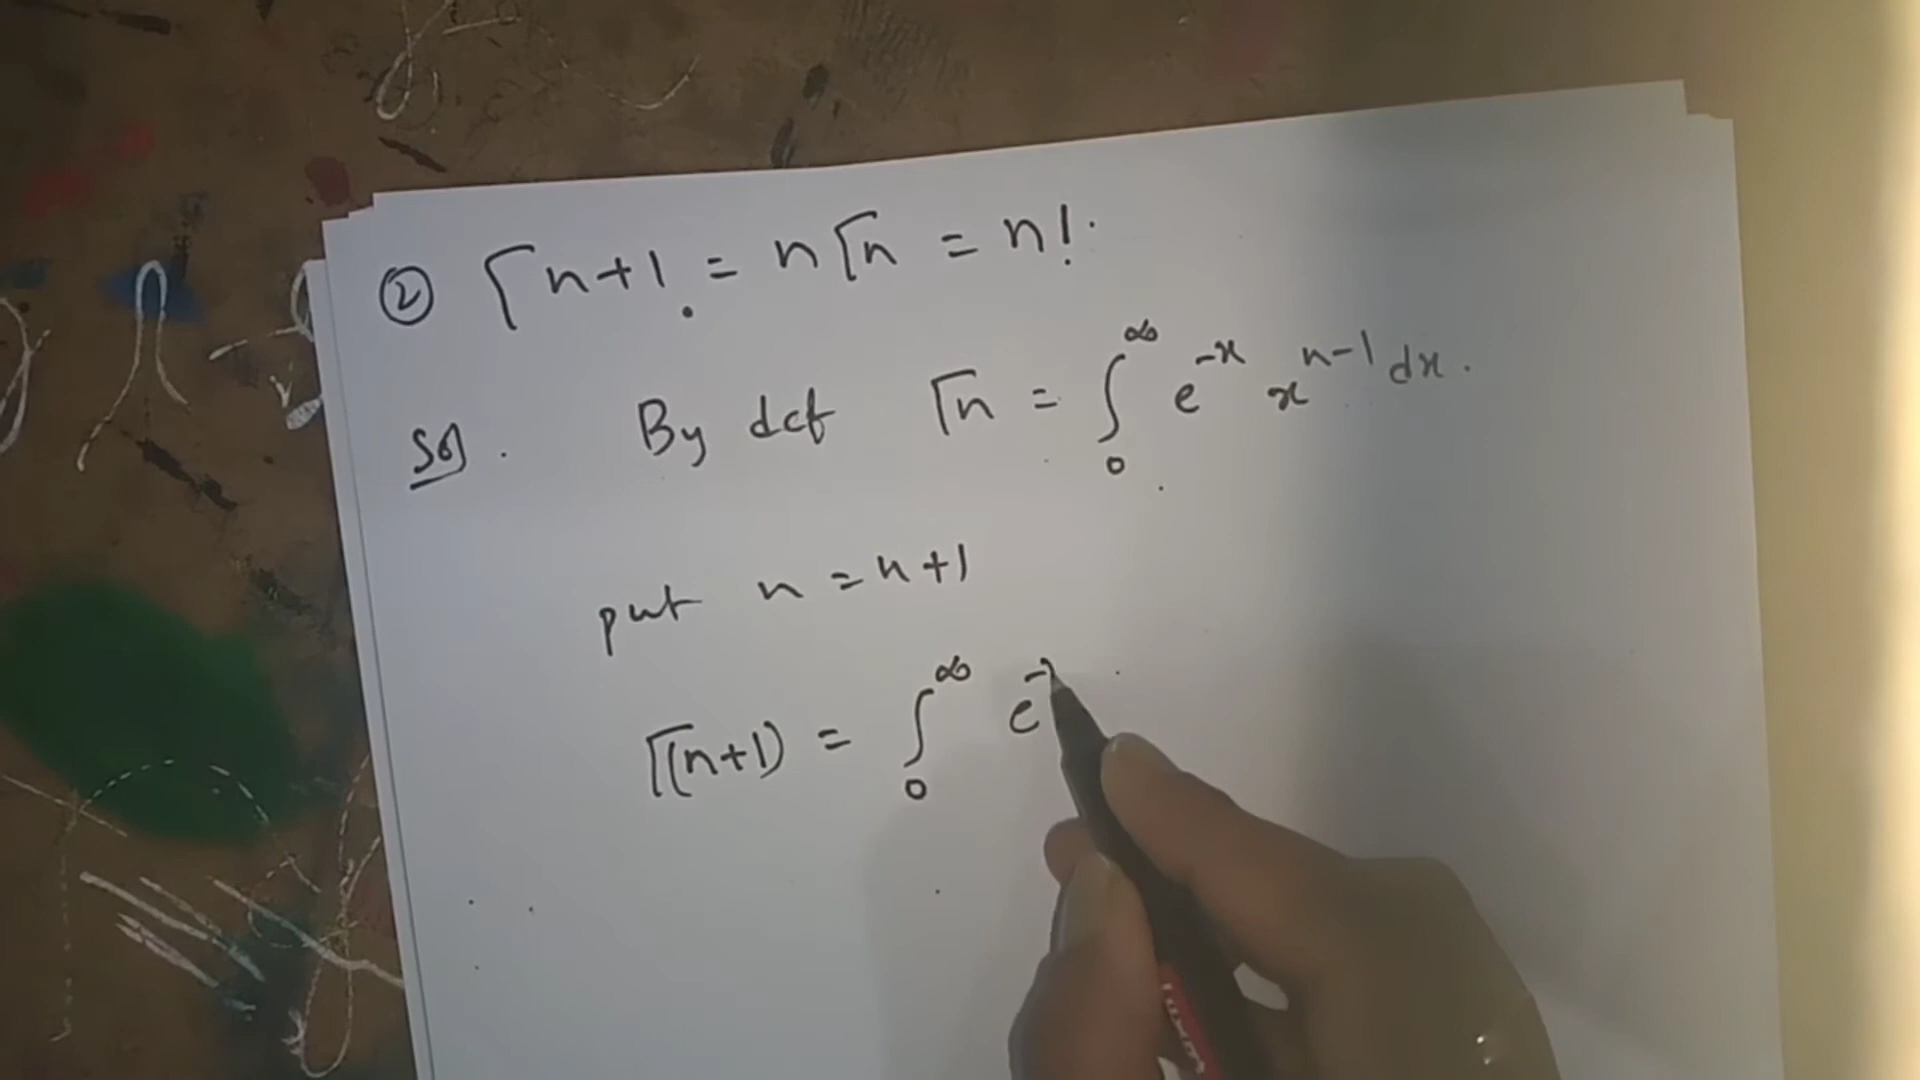 ② Γn+1 = nΓn = n!.
Sol. By def Γn = ∫₀^∞ e^-x x^n-1 dx.
put n = n+1
Γ(n+1) = ∫₀^∞ e^-